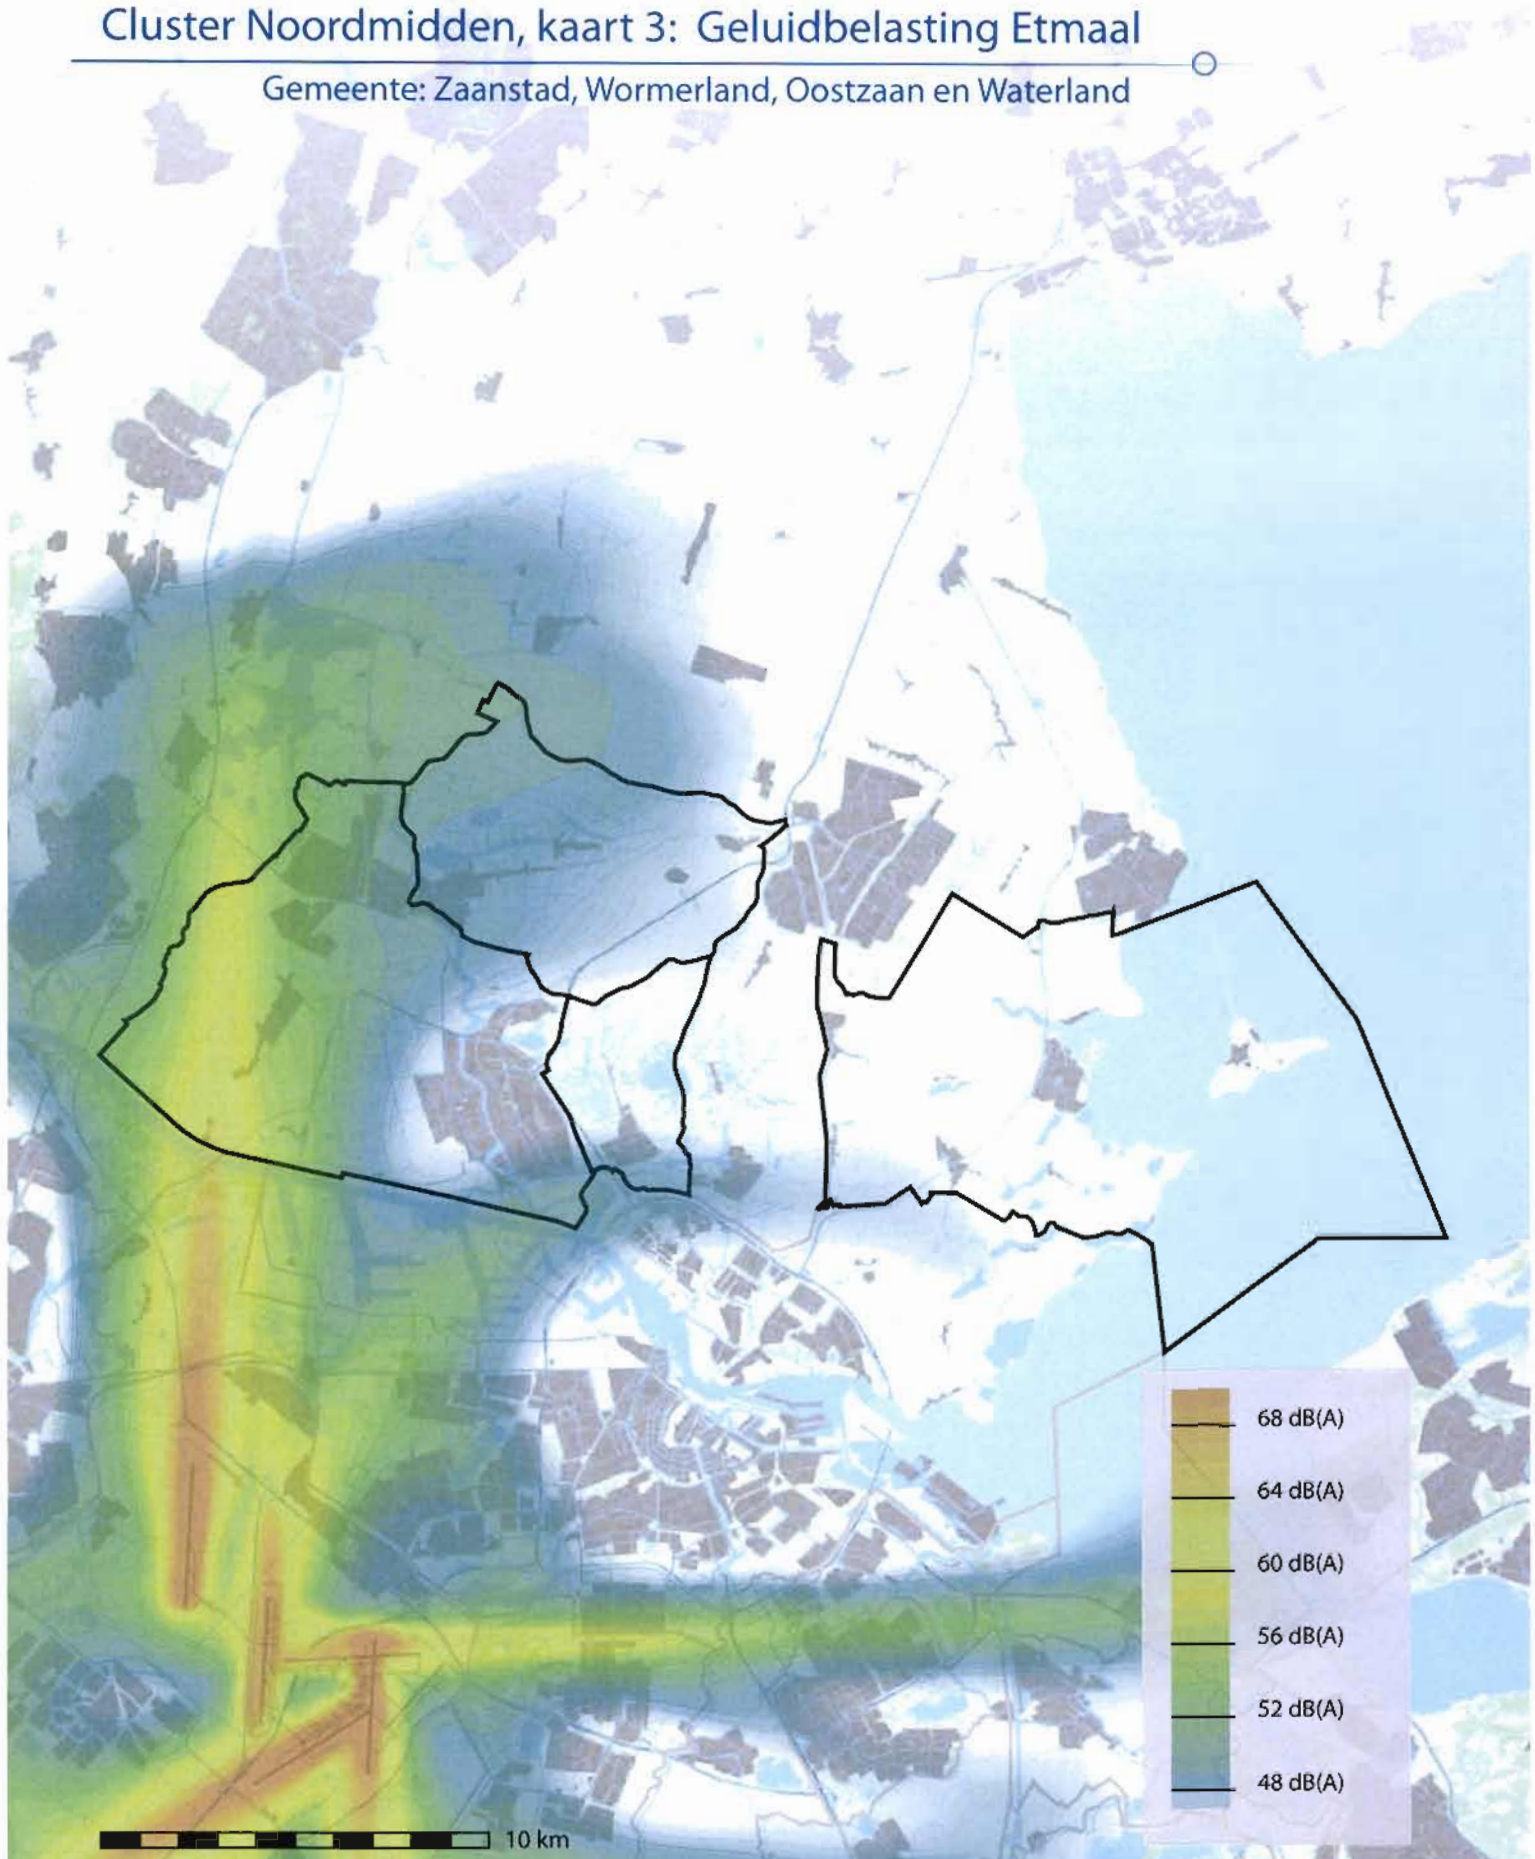 Cluster Noordmidden, kaart 3: Geluidbelasting Etmaal
Gemeente: Zaanstad, Wormerland, Oostzaan en Waterland
68 dB(A)
64 dB(A)
60 dB(A)
56 dB(A)
52 dB(A)
48 dB(A)
10 km